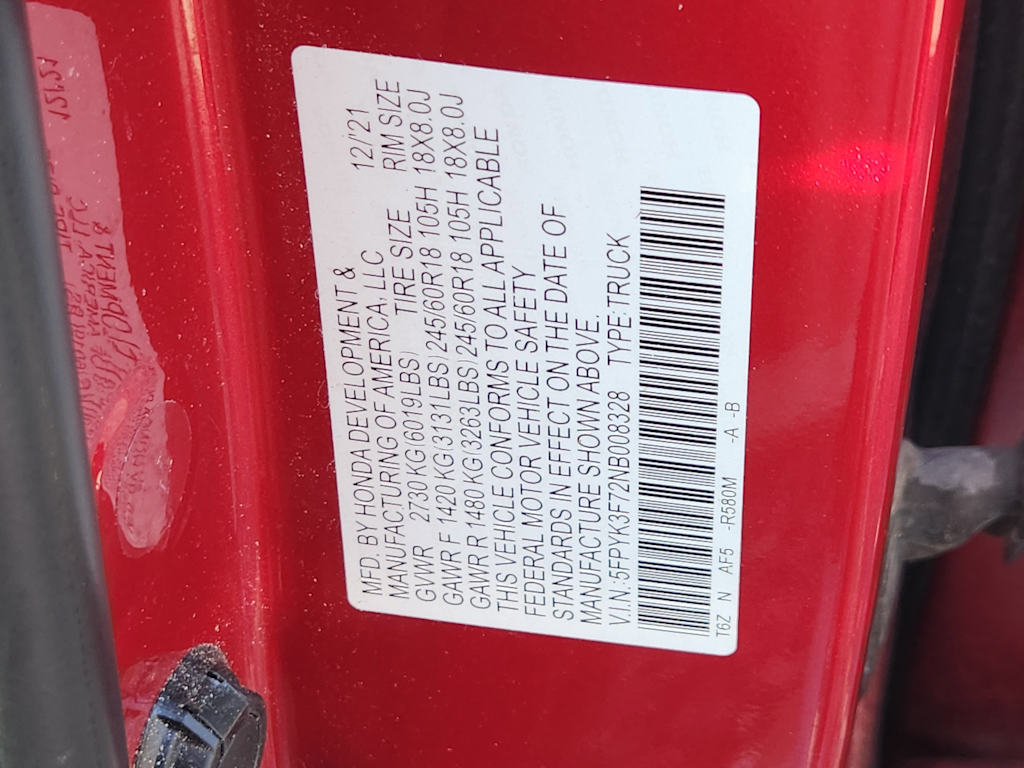 MFD. BY HONDA DEVELOPMENT &
MANUFACTURING OF AMERICA, LLC 12/21
GVWR 2730 KG(6019LBS) TIRE SIZE RIM SIZE
GAWR F 1420 KG(3131LBS) 245/60R18 105H 18X8.0J
GAWR R 1480 KG(3263LBS) 245/60R18 105H 18X8.0J
THIS VEHICLE CONFORMS TO ALL APPLICABLE
FEDERAL MOTOR VEHICLE SAFETY
STANDARDS IN EFFECT ON THE DATE OF
MANUFACTURE SHOWN ABOVE.
V.I.N.:5FPYK3F72NB008328 TYPE:TRUCK
T6Z N AF5 -R580M -A -B